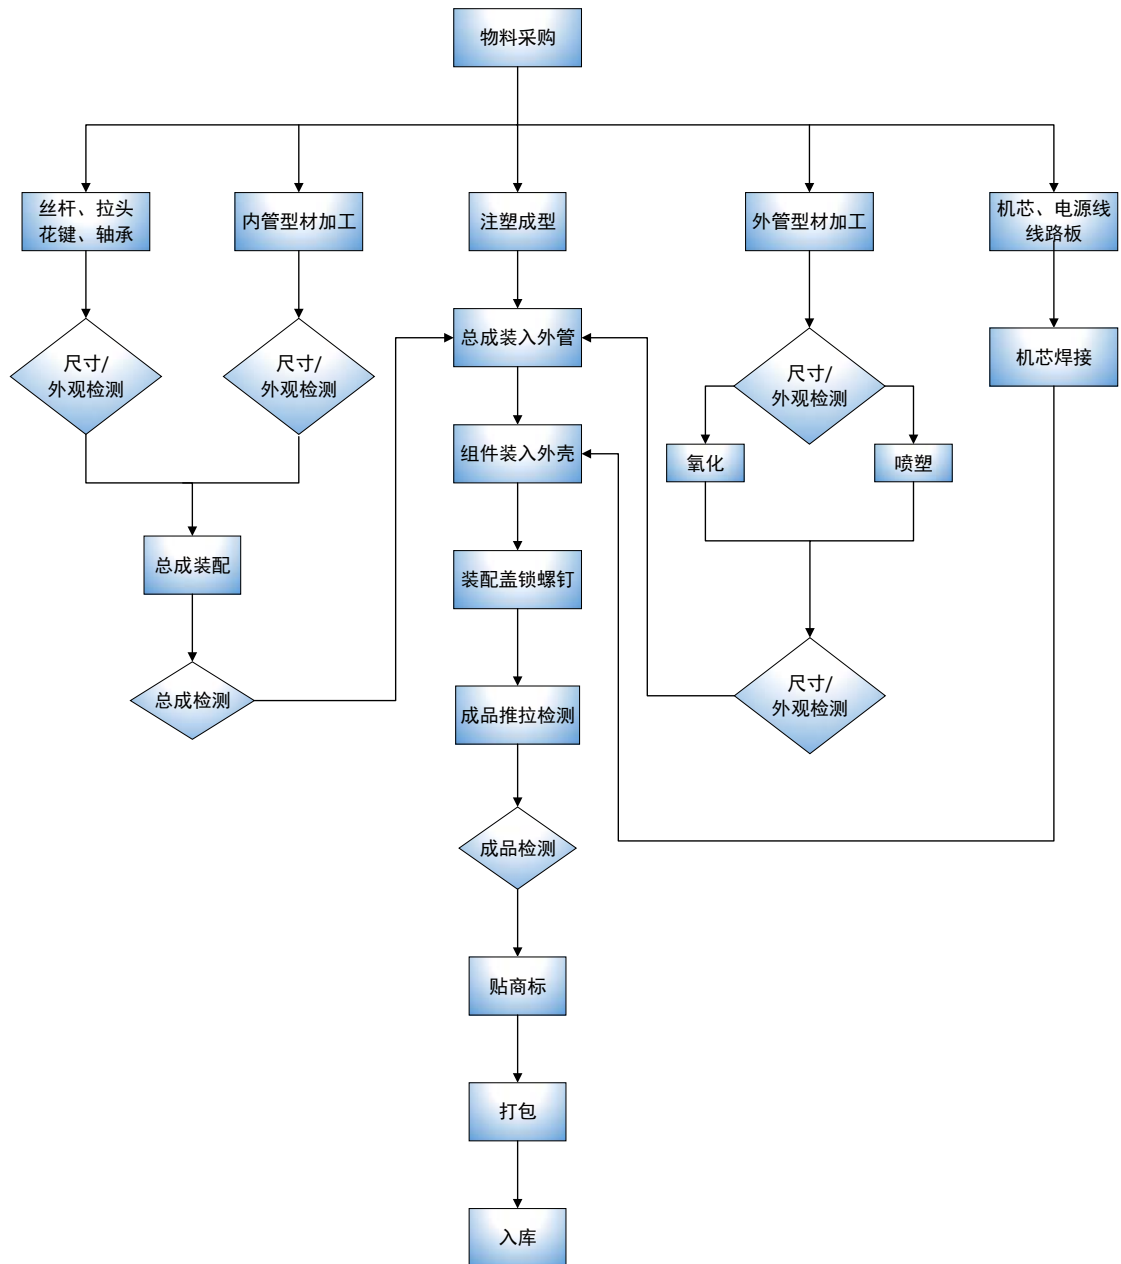 物料采购
丝杆、拉头
花键、轴承
内管型材加工
注塑成型
外管型材加工
机芯、电源线
线路板
尺寸/
外观检测
尺寸/
外观检测
总成装入外管
尺寸/
外观检测
机芯焊接
组件装入外壳
氧化
喷塑
总成装配
装配盖锁螺钉
总成检测
成品推拉检测
尺寸/
外观检测
成品检测
贴商标
打包
入库